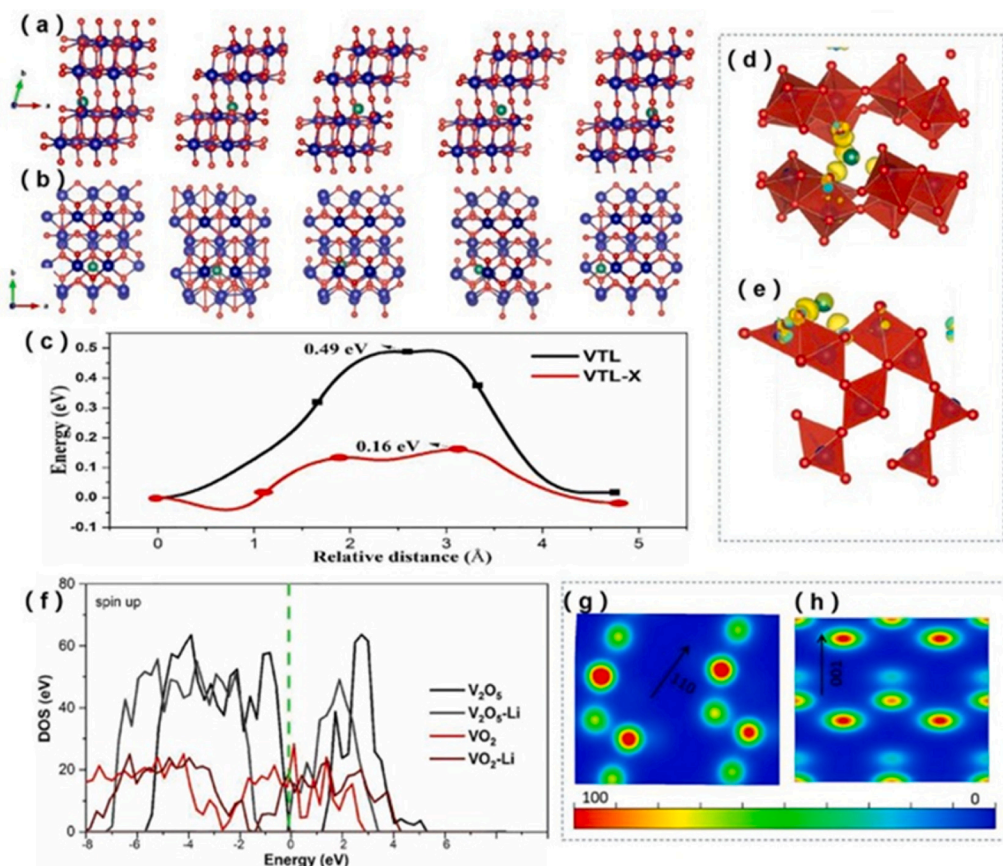 (a)
b
a
(b)
b
a
(c)
0.49 eV
VTL
VTL-X
0.16 eV
Energy (eV)
0.5
0.4
0.3
0.2
0.1
0.0
-0.1
0 1 2 3 4 5
Relative distance (Å)
(d)
(e)
(f)
spin up
DOS (eV)
80
60
40
20
0
V₂O₅
V₂O₅-Li
VO₂
VO₂-Li
-8 -6 -4 -2 0 2 4 6
Energy (eV)
(g)
110
(h)
001
100 0